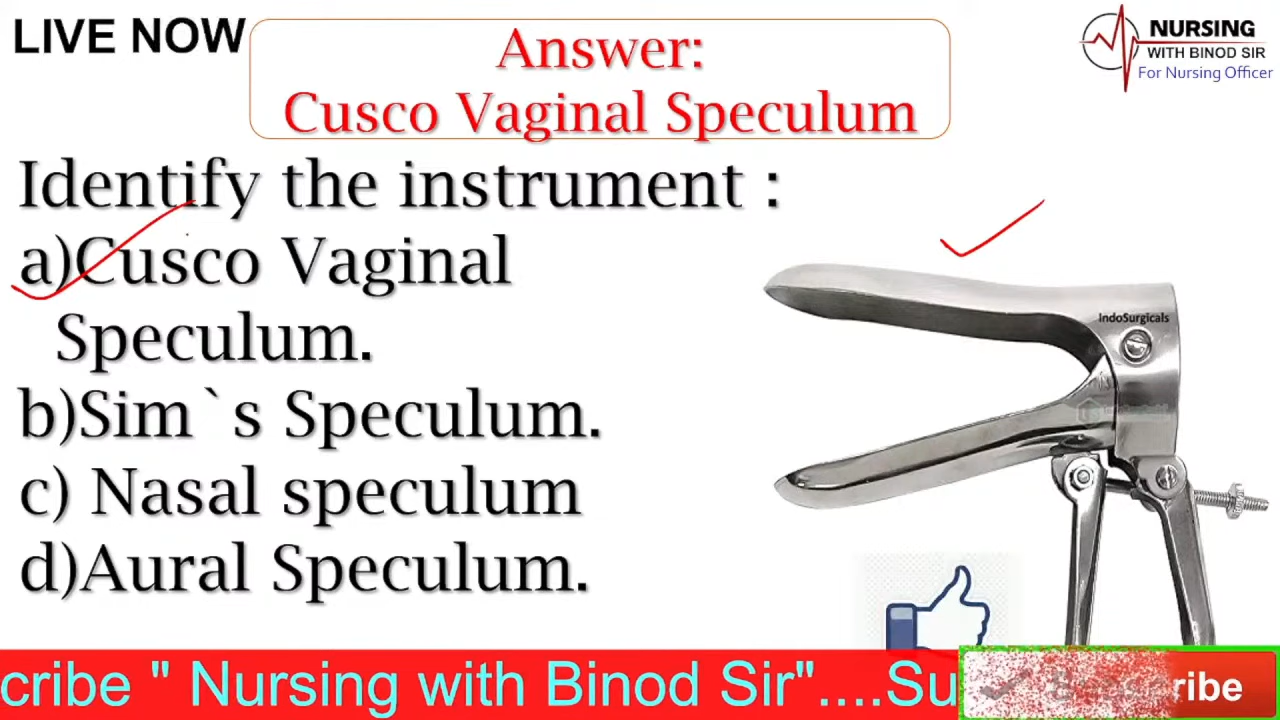 LIVE NOW
Answer:
Cusco Vaginal Speculum
NURSING
WITH BINOD SIR
For Nursing Officer
Identify the instrument :
a)Cusco Vaginal
Speculum.
b)Sim`s Speculum.
c) Nasal speculum
d)Aural Speculum.
IndoSurgicals
cribe " Nursing with Binod Sir"....Su
ribe